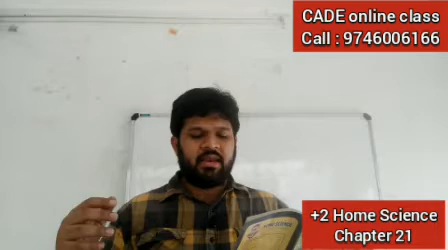 CADE online class
Call : 9746006166
+2 Home Science
Chapter 21